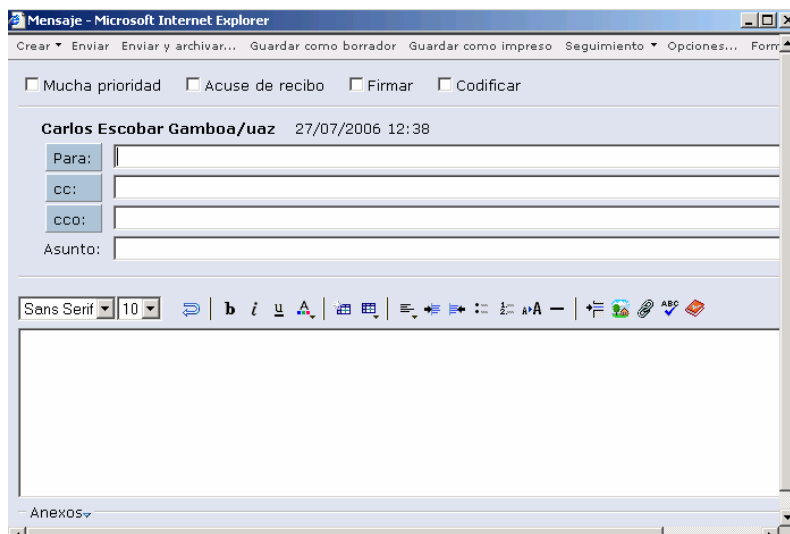 Mensaje - Microsoft Internet Explorer
Crear Enviar Enviar y archivar... Guardar como borrador Guardar como impreso Seguimiento Opciones... Form
Mucha prioridad Acuse de recibo Firmar Codificar
Carlos Escobar Gamboa/uaz 27/07/2006 12:38
Para:
cc:
cco:
Asunto:
Sans Serif 10 b i u A A A ABC
Anexos